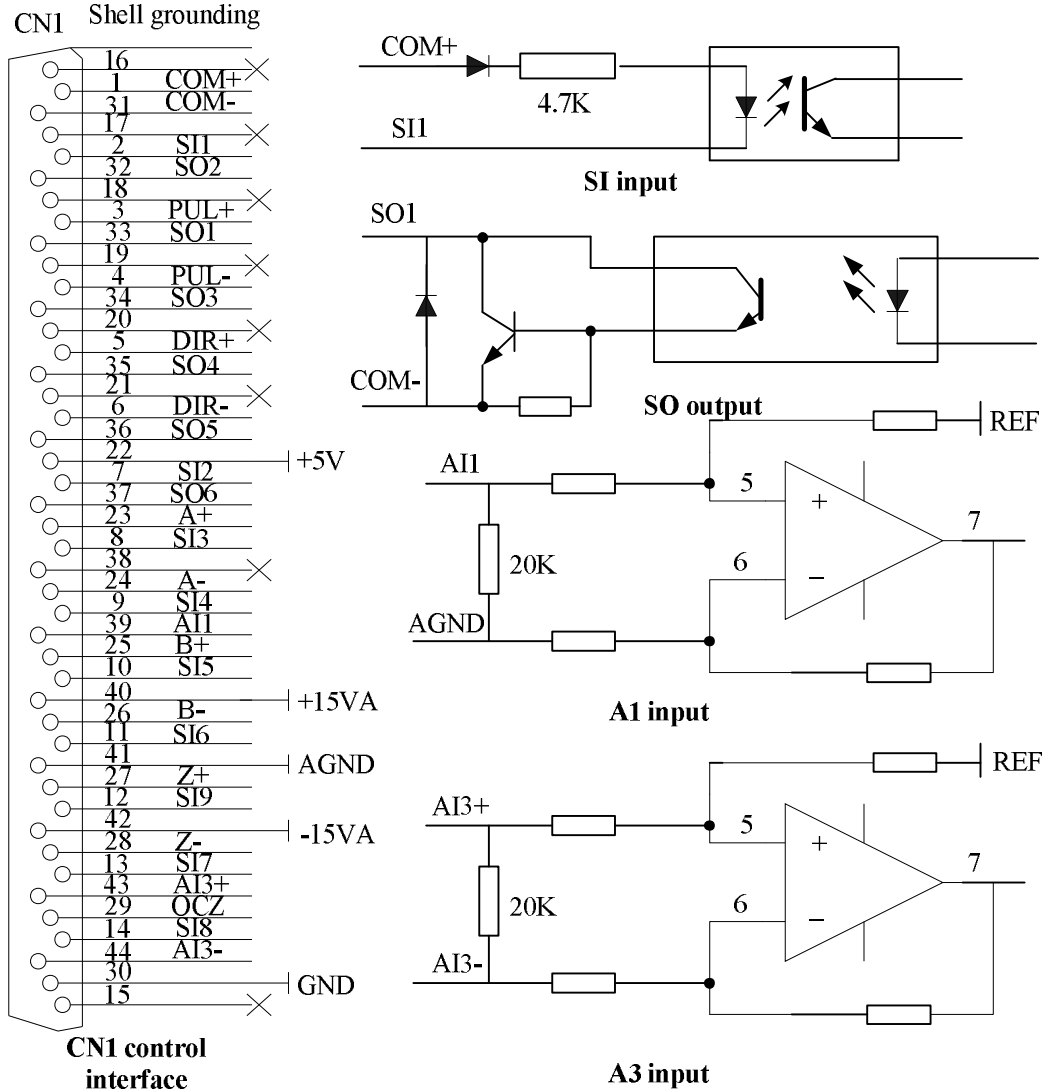 CN1 Shell grounding
16
1 COM+
31 COM-
17
2 SI1
32 SO2
18
3 PUL+
33 SO1
19
4 PUL-
34 SO3
20
5 DIR+
35 SO4
21
6 DIR-
36 SO5
22 +5V
7 SI2
37 SO6
23 A+
8 SI3
38
24 A-
9 SI4
39 AI1
25 B+
10 SI5
40 +15VA
26 B-
11 SI6
41 AGND
27 Z+
12 SI9
42 -15VA
28 Z-
13 SI7
43 AI3+
29 OCZ
14 SI8
44 AI3-
30 GND
15
CN1 control
interface
COM+
4.7K
SI1
SI input
SO1
COM-
SO output
REF
AI1
5
+
7
20K
6
−
AGND
A1 input
REF
AI3+
5
+
7
20K
6
−
AI3-
A3 input